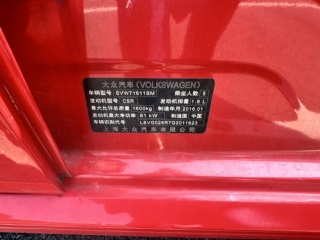 大众汽车(VOLKSWAGEN)
车辆型号 SVW71611BM 乘坐人数 5
发动机型号 CSR 发动机排量 1.6 L
最大允许总质量 1600kg 制造年月 2016.01
发动机最大净功率 81 kW 制造国 中国
车辆识别代号 LSVG026R7G2011623
上海大众汽车有限公司